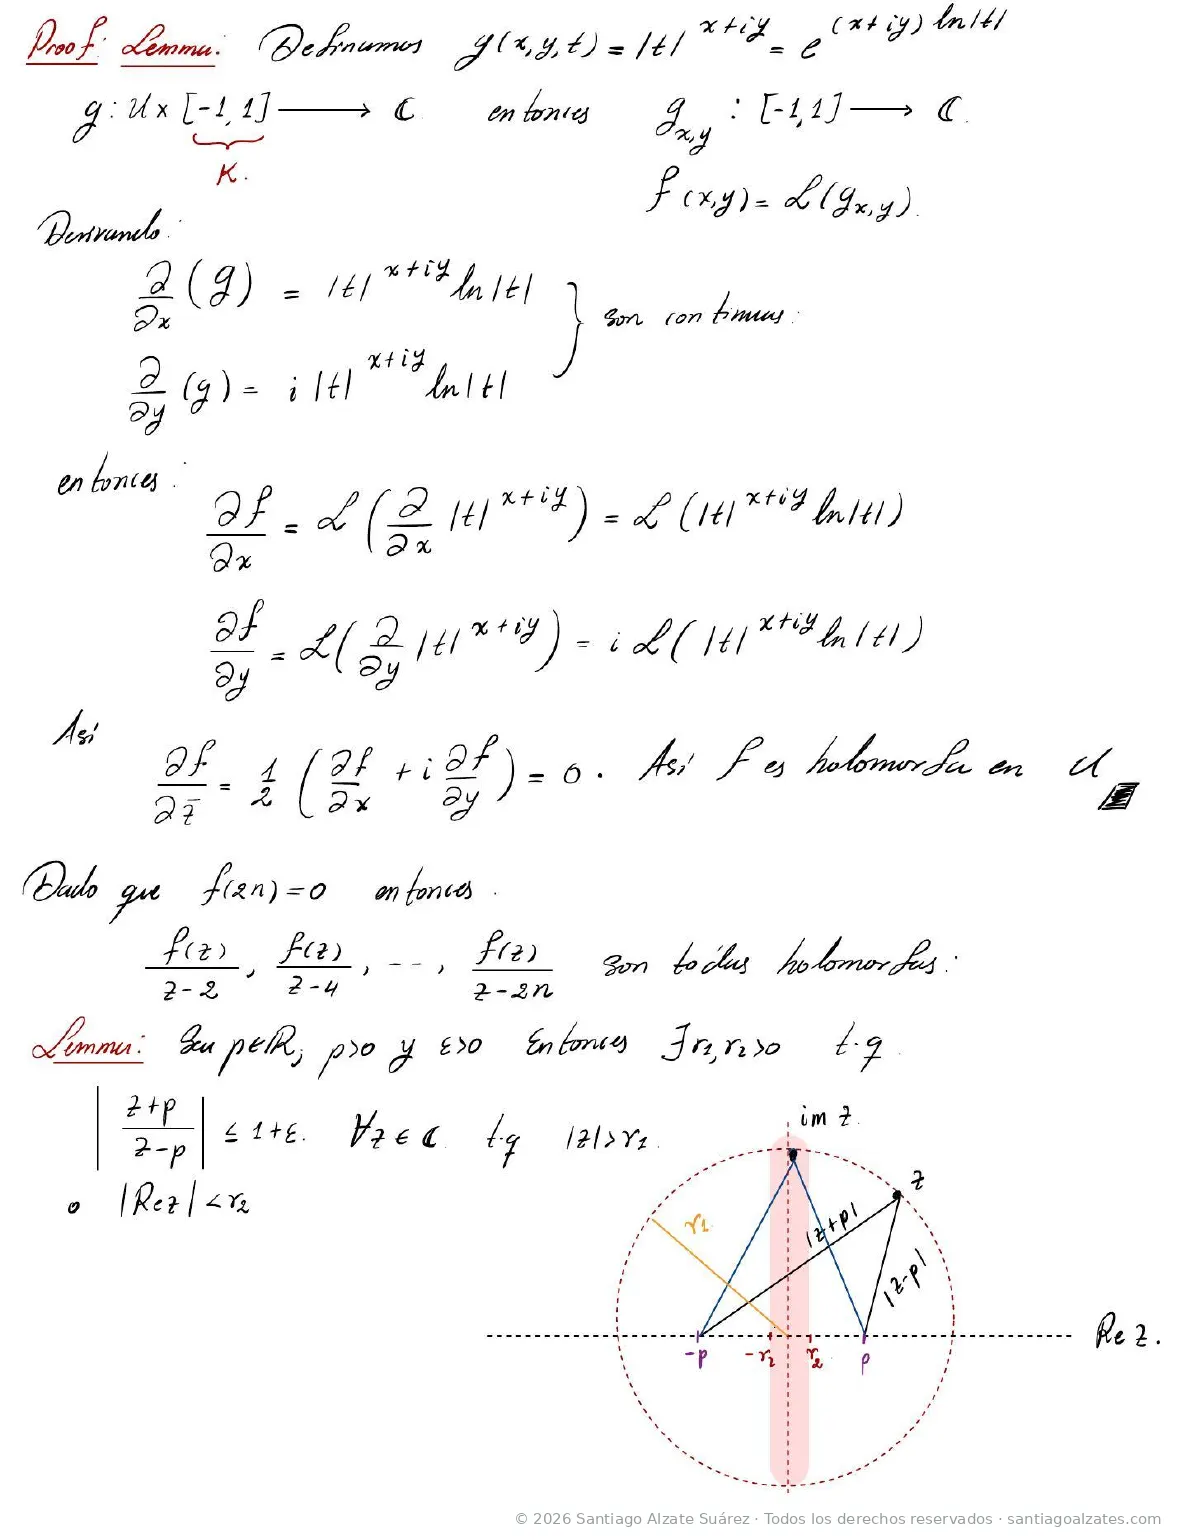 Proof: Lemma: Definamos g(x,y,t) = |t|^{x+iy} = e^{(x+iy) ln|t|}
g : U x [-1,1] ⟶ ℂ. entonces g_{x,y} : [-1,1] ⟶ ℂ.
K.
f(x,y) = ℒ(g_{x,y}).
Derivando:
∂/∂x (g) = |t|^{x+iy} ln|t|
son continuas:
∂/∂y (g) = i |t|^{x+iy} ln|t|
entonces:
∂f/∂x = ℒ(∂/∂x |t|^{x+iy}) = ℒ(|t|^{x+iy} ln|t|)
∂f/∂y = ℒ(∂/∂y |t|^{x+iy}) = i ℒ(|t|^{x+iy} ln|t|)
Así
∂f/∂z̄ = 1/2 (∂f/∂x + i ∂f/∂y) = 0. Así f es holomorfa en U
Dado que f(2n) = 0 entonces.
f(z)/z-2, f(z)/z-4, ---, f(z)/z-2n son todas holomorfas:
Lemma: Sea p∈ℝ; p>0 y ε>0 Entonces ∃ r₁,r₂>0 t.q.
|z+p/z-p| ≤ 1+ε. ∀z ∈ ℂ t.q |z|>r₁.
o |Re z| < r₂
im z.
z
r₁
|z+p|
|z-p|
-p -r₂ r₂ p
Re z.
© 2026 Santiago Alzate Suárez · Todos los derechos reservados · santiagoalzates.com